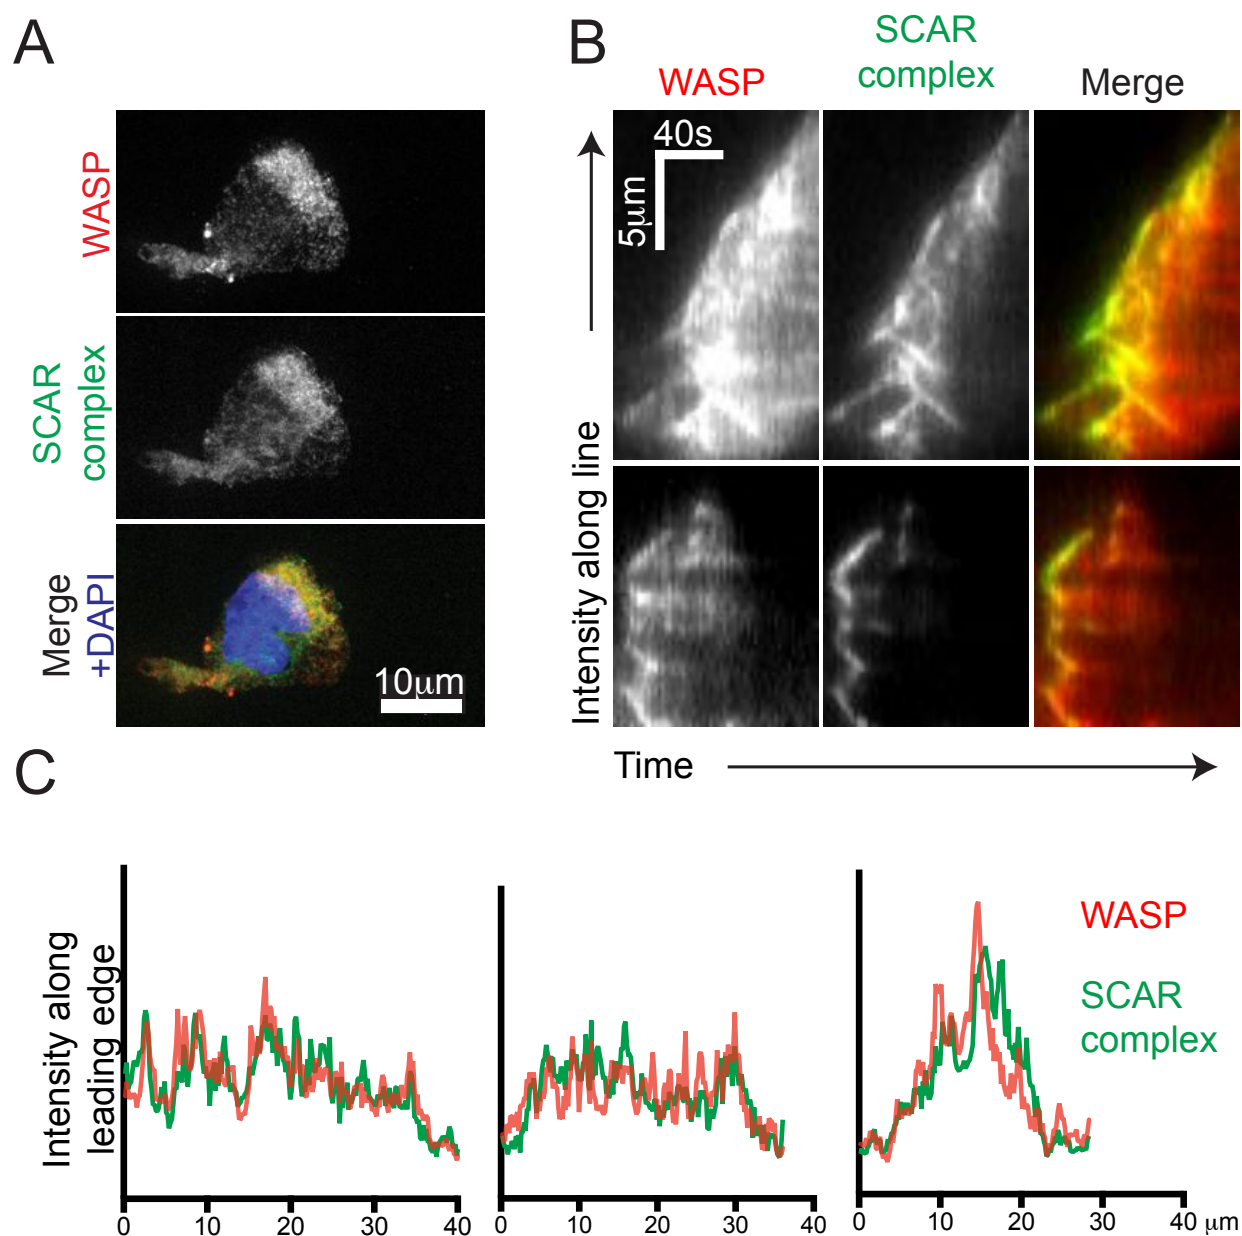 A
WASP
SCAR
complex
Merge
+DAPI
10μm
B
WASP
SCAR
complex
Merge
40s
5μm
Intensity along line
Time
C
Intensity along
leading edge
0 10 20 30 40
0 10 20 30 40
0 10 20 30 40 μm
WASP
SCAR
complex